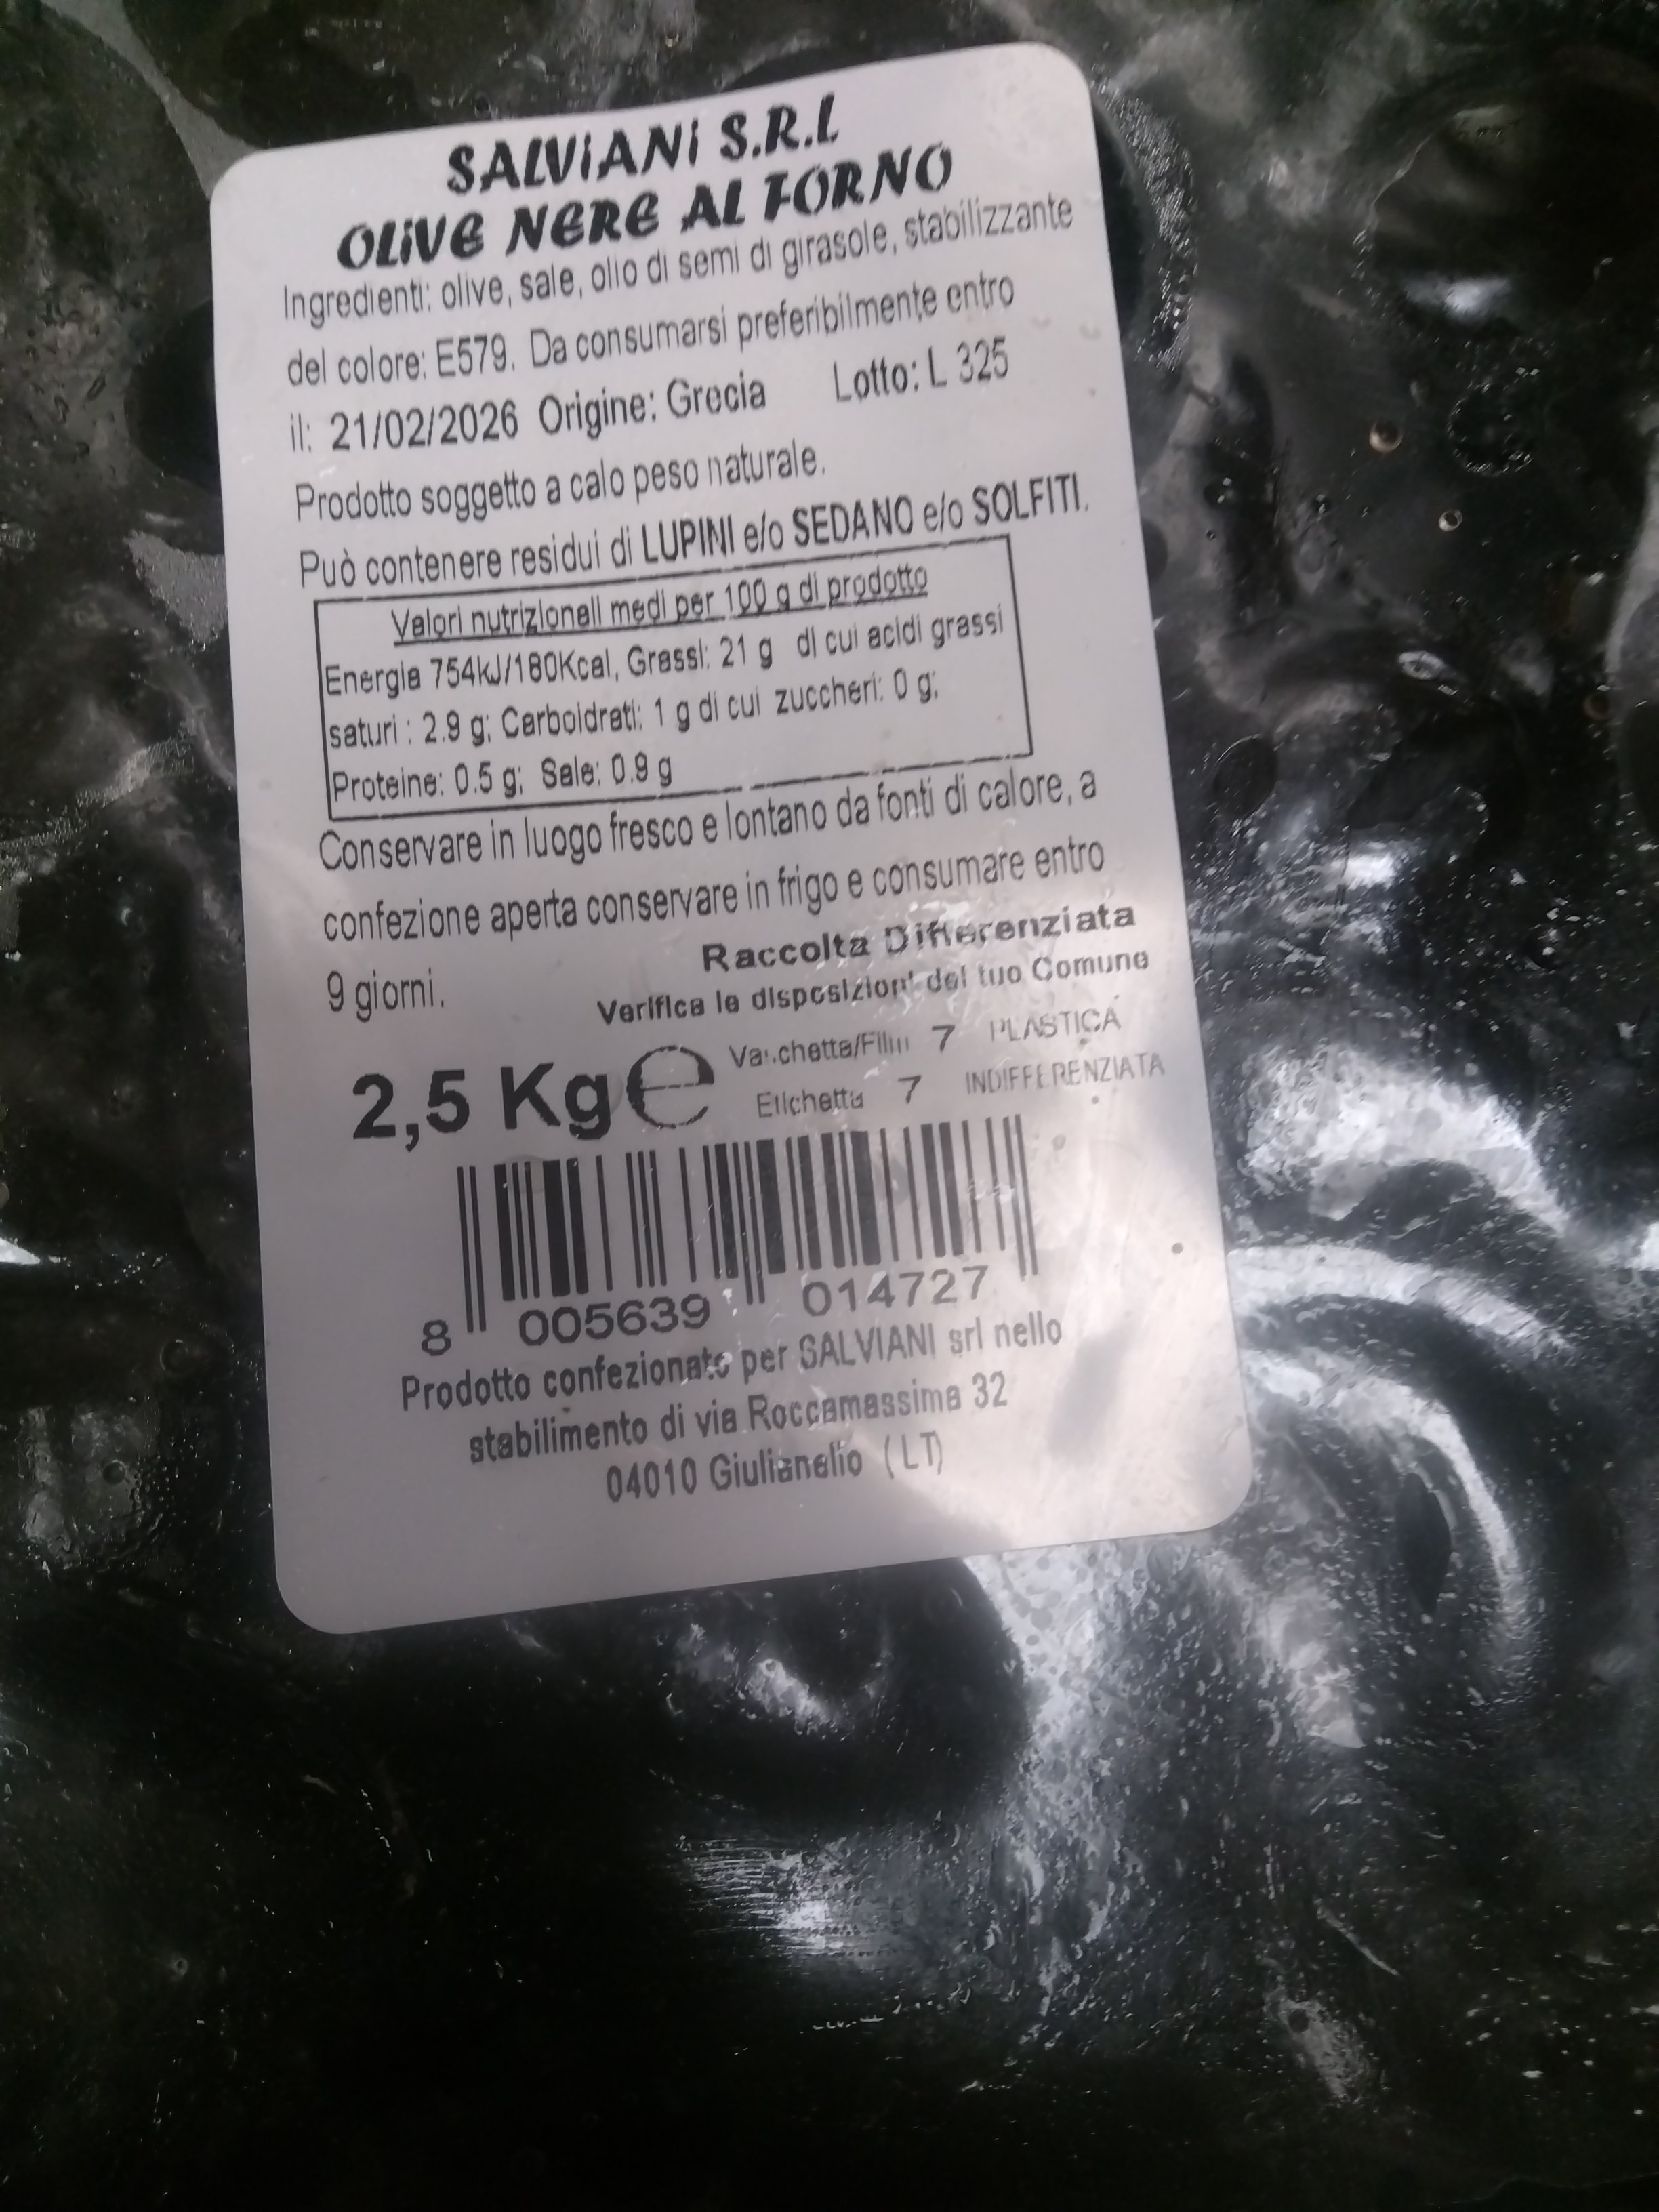 SALViANi S.R.L
OLiVE NERE AL FORNO
Ingredienti: olive, sale, olio di semi di girasole, stabilizzante
del colore: E579. Da consumarsi preferibilmente entro
il: 21/02/2026 Origine: Grecia Lotto: L 325
Prodotto soggetto a calo peso naturale.
Può contenere residui di LUPINI e/o SEDANO e/o SOLFITI.
Valori nutrizionali medi per 100 g di prodotto
Energia 754kJ/180Kcal, Grassi: 21 g di cui acidi grassi
saturi : 2.9 g; Carboidrati: 1 g di cui zuccheri: 0 g;
Proteine: 0.5 g; Sale: 0.9 g
Conservare in luogo fresco e lontano da fonti di calore, a
confezione aperta conservare in frigo e consumare entro
9 giorni.
Raccolta Differenziata
Verifica le disposizioni del tuo Comune
Vaschetta/Film 7 PLASTICA
Etichetta 7 INDIFFERENZIATA
2,5 Kg ℮
8 005639 014727
Prodotto confezionato per SALVIANI srl nello
stabilimento di via Roccamassima 32
04010 Giulianello (LT)